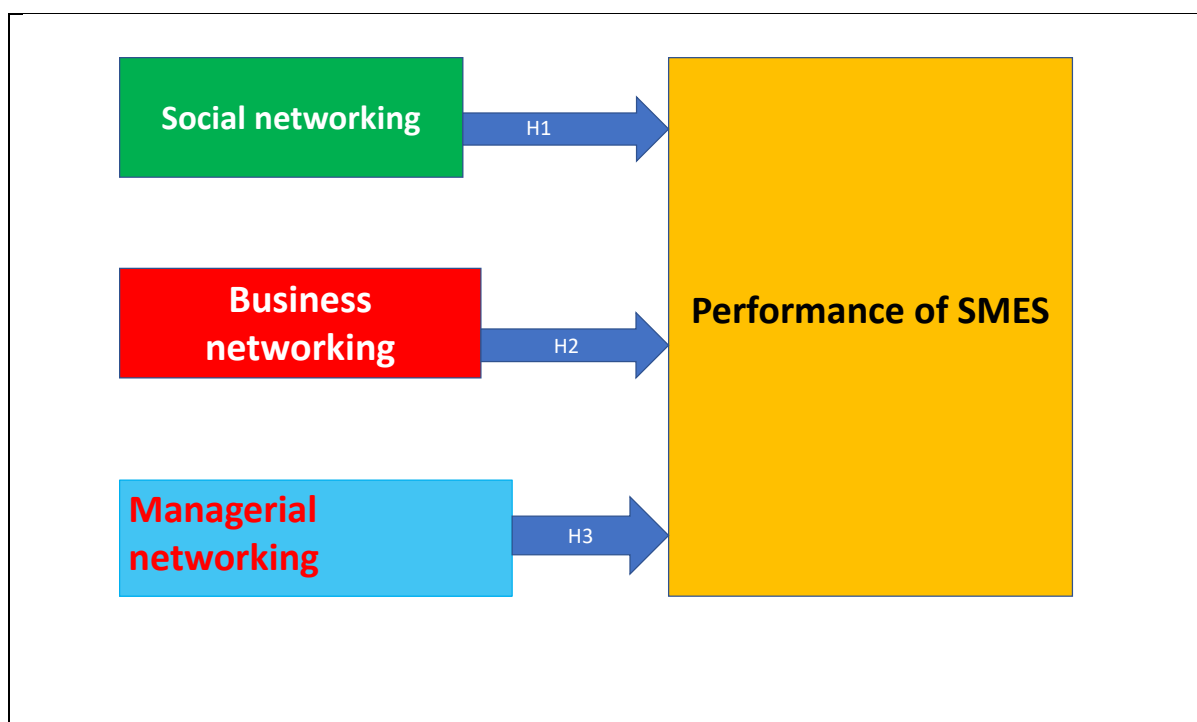 Social networking
H1
Business
networking
H2
Performance of SMES
Managerial
networking
H3